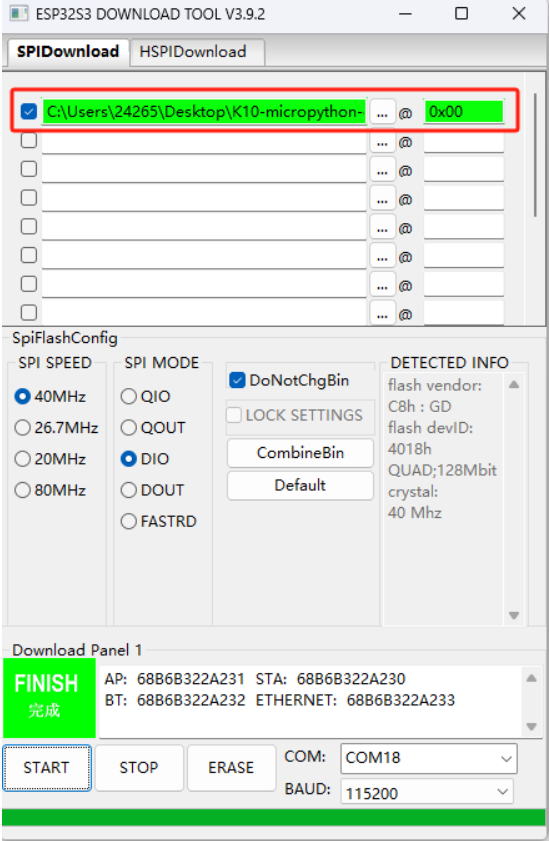 ESP32S3 DOWNLOAD TOOL V3.9.2
SPIDownload HSPIDownload
C:\Users\24265\Desktop\K10-micropython- ... @ 0x00
... @
... @
... @
... @
... @
... @
... @
SpiFlashConfig
SPI SPEED
40MHz
26.7MHz
20MHz
80MHz
SPI MODE
QIO
QOUT
DIO
DOUT
FASTRD
DoNotChgBin
LOCK SETTINGS
CombineBin
Default
DETECTED INFO
flash vendor:
C8h : GD
flash devID:
4018h
QUAD;128Mbit
crystal:
40 Mhz
Download Panel 1
FINISH
完成
AP: 68B6B322A231 STA: 68B6B322A230
BT: 68B6B322A232 ETHERNET: 68B6B322A233
START STOP ERASE
COM: COM18
BAUD: 115200